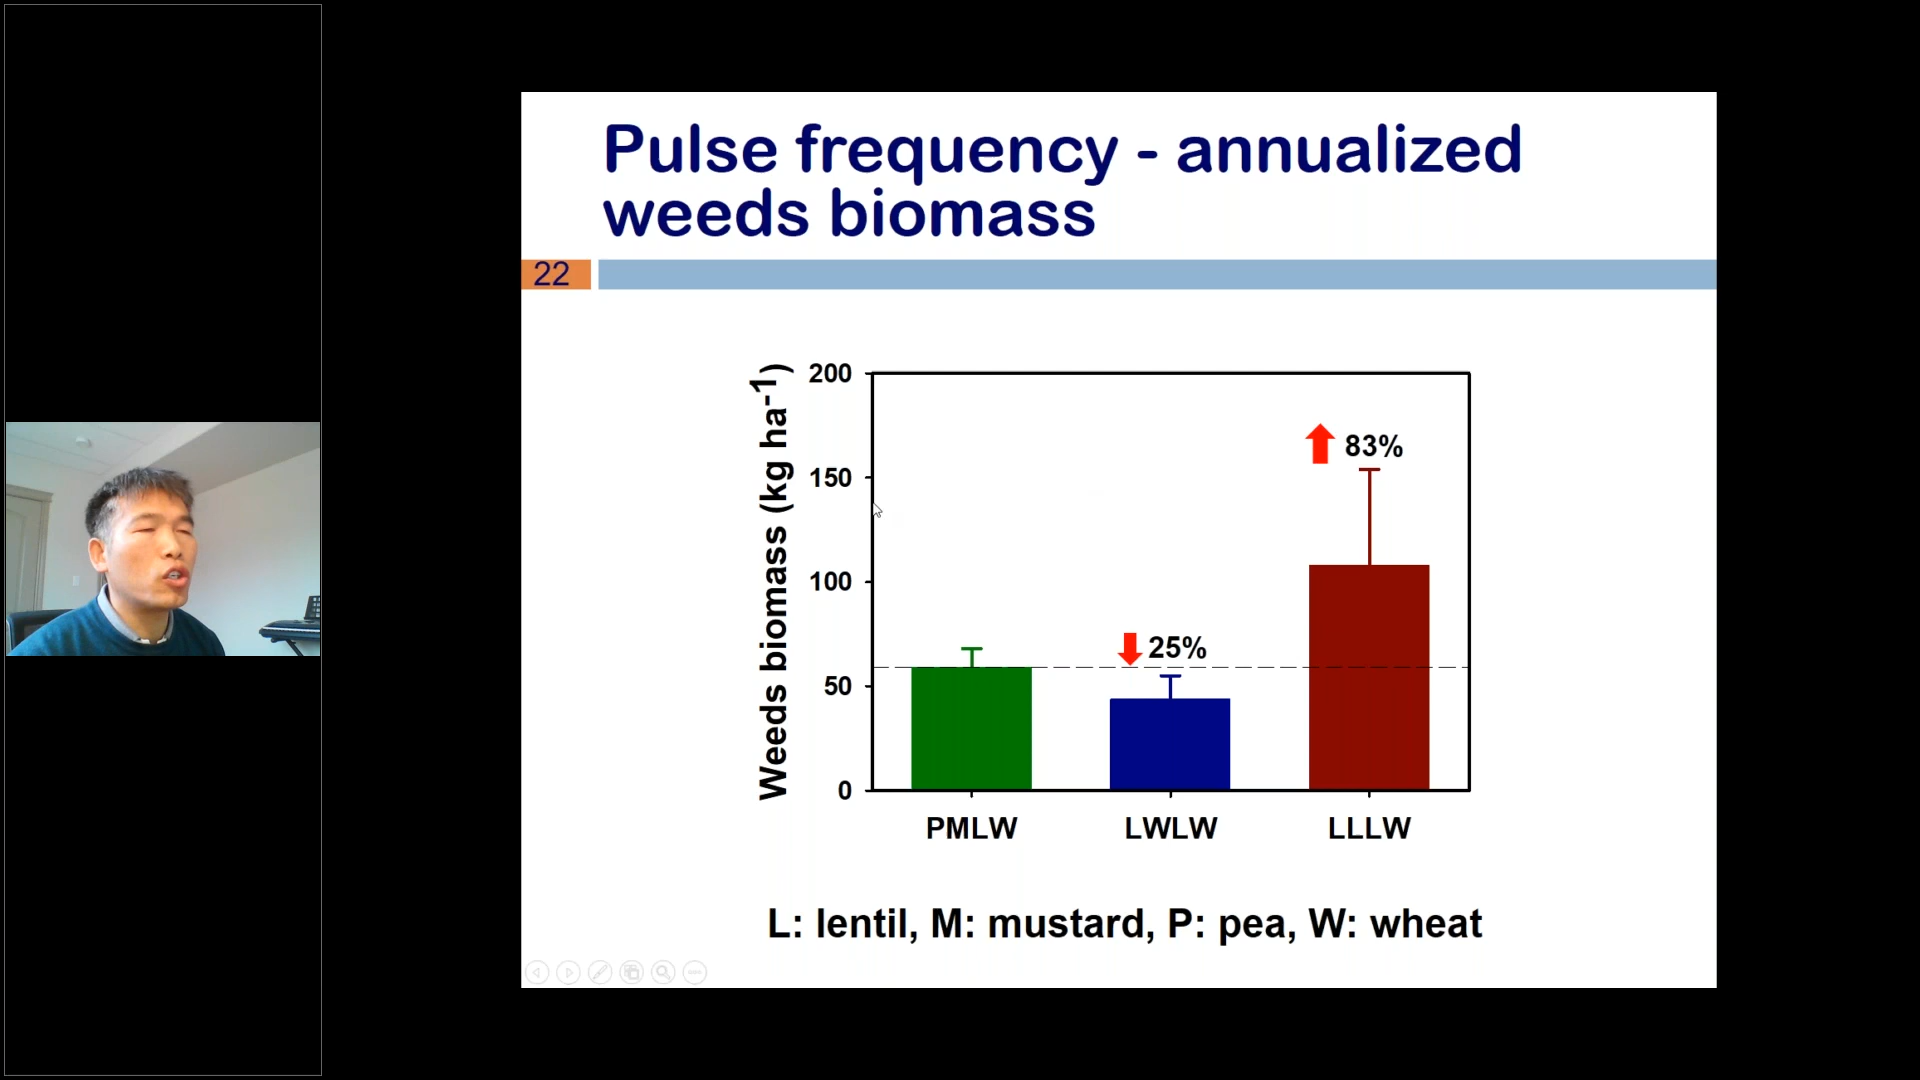 Pulse frequency - annualized
weeds biomass
22
Weeds biomass (kg ha-1)
200
150
100
50
0
83%
25%
PMLW
LWLW
LLLW
L: lentil, M: mustard, P: pea, W: wheat